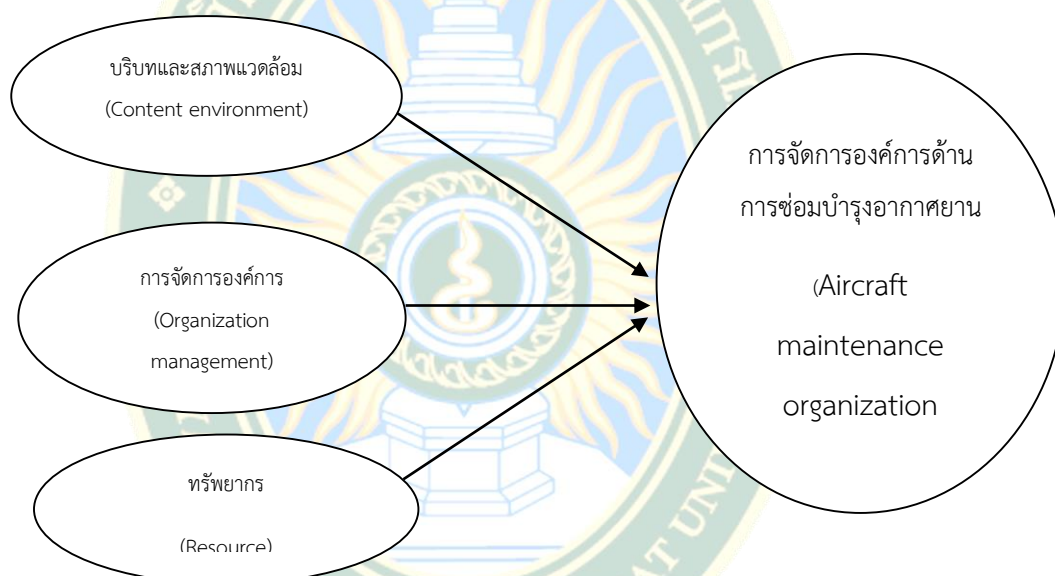 บริบทและสภาพแวดล้อม
(Content environment)
การจัดการองค์การ
(Organization
management)
ทรัพยากร
(Resource)
การจัดการองค์การด้าน
การซ่อมบำรุงอากาศยาน
(Aircraft
maintenance
organization